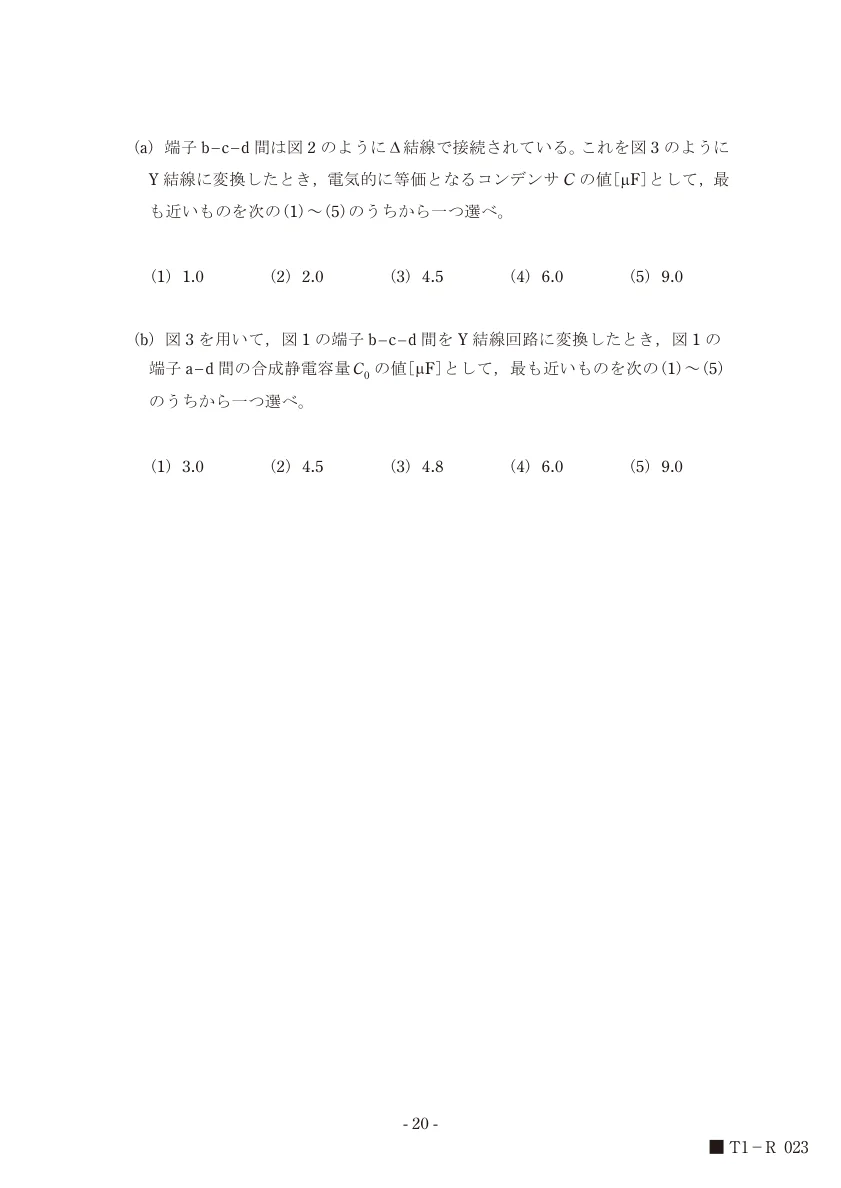 (a) 端子 b−c−d 間は図 2 のように Δ 結線で接続されている。これを図 3 のように
Y 結線に変換したとき，電気的に等価となるコンデンサ C の値[μF]として，最
も近いものを次の(1)～(5)のうちから一つ選べ。
(1) 1.0 (2) 2.0 (3) 4.5 (4) 6.0 (5) 9.0
(b) 図 3 を用いて，図 1 の端子 b−c−d 間を Y 結線回路に変換したとき，図 1 の
端子 a−d 間の合成静電容量 C₀ の値[μF]として，最も近いものを次の(1)～(5)
のうちから一つ選べ。
(1) 3.0 (2) 4.5 (3) 4.8 (4) 6.0 (5) 9.0
- 20 -
■ T1−R 023